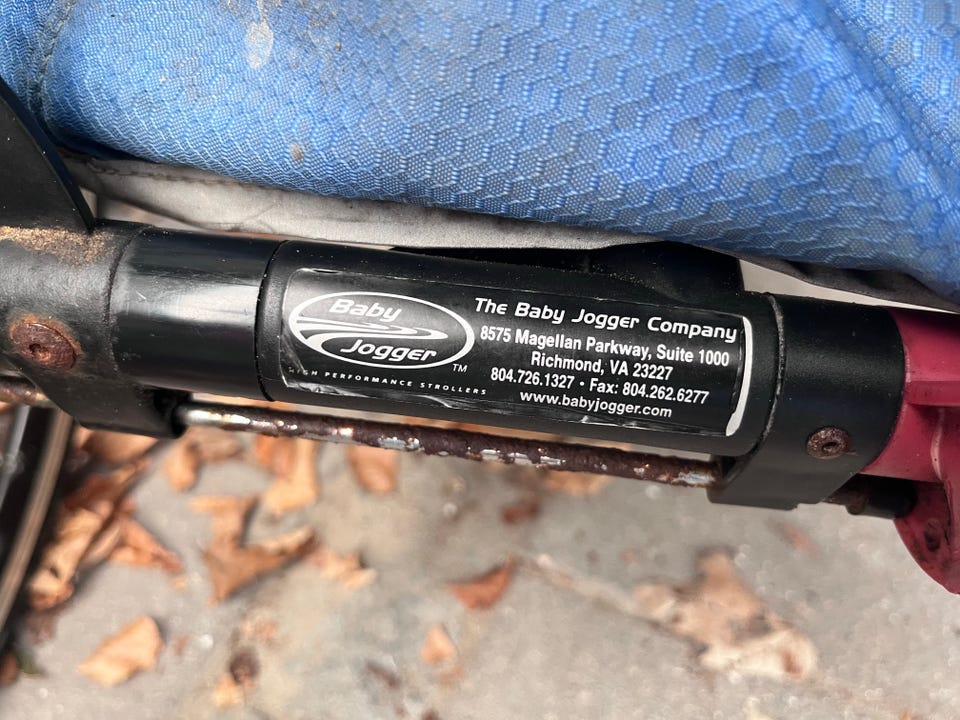 Baby
Jogger
TM
HIGH PERFORMANCE STROLLERS
The Baby Jogger Company
8575 Magellan Parkway, Suite 1000
Richmond, VA 23227
804.726.1327 • Fax: 804.262.6277
www.babyjogger.com